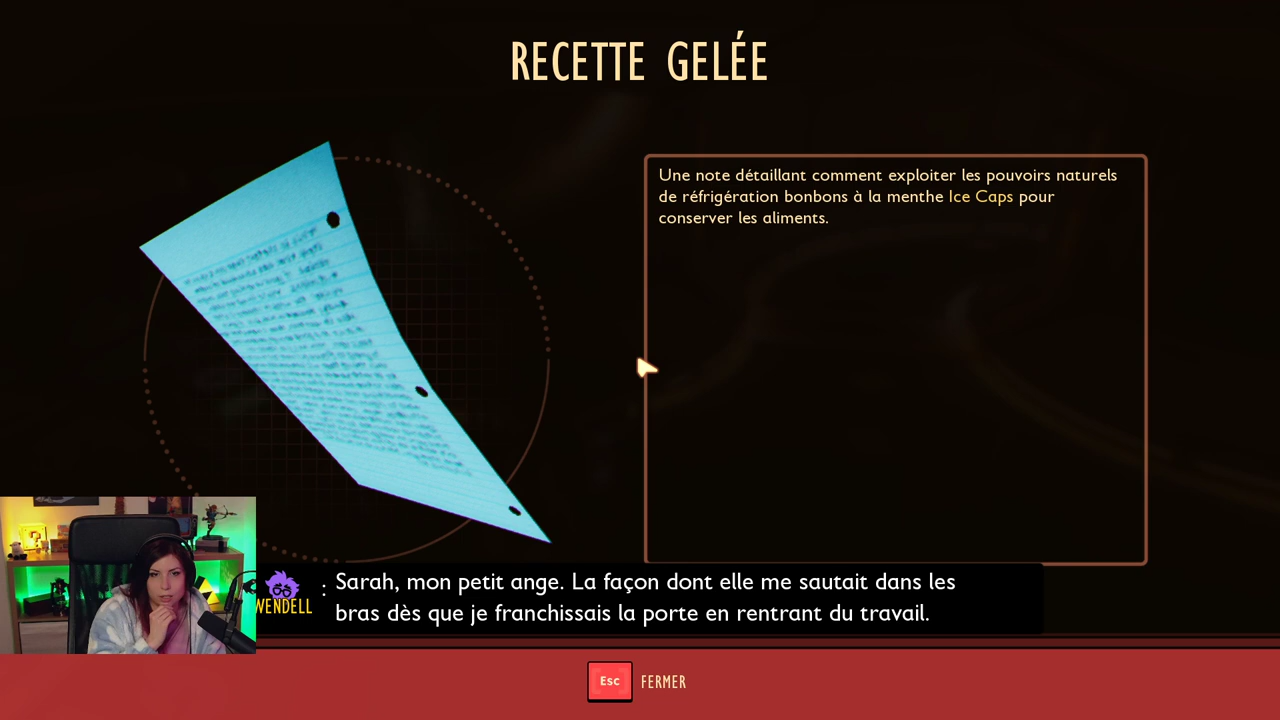 RECETTE GELÉE
Une note détaillant comment exploiter les pouvoirs naturels
de réfrigération bonbons à la menthe Ice Caps pour
conserver les aliments.
WENDELL : Sarah, mon petit ange. La façon dont elle me sautait dans les
bras dès que je franchissais la porte en rentrant du travail.
Esc FERMER